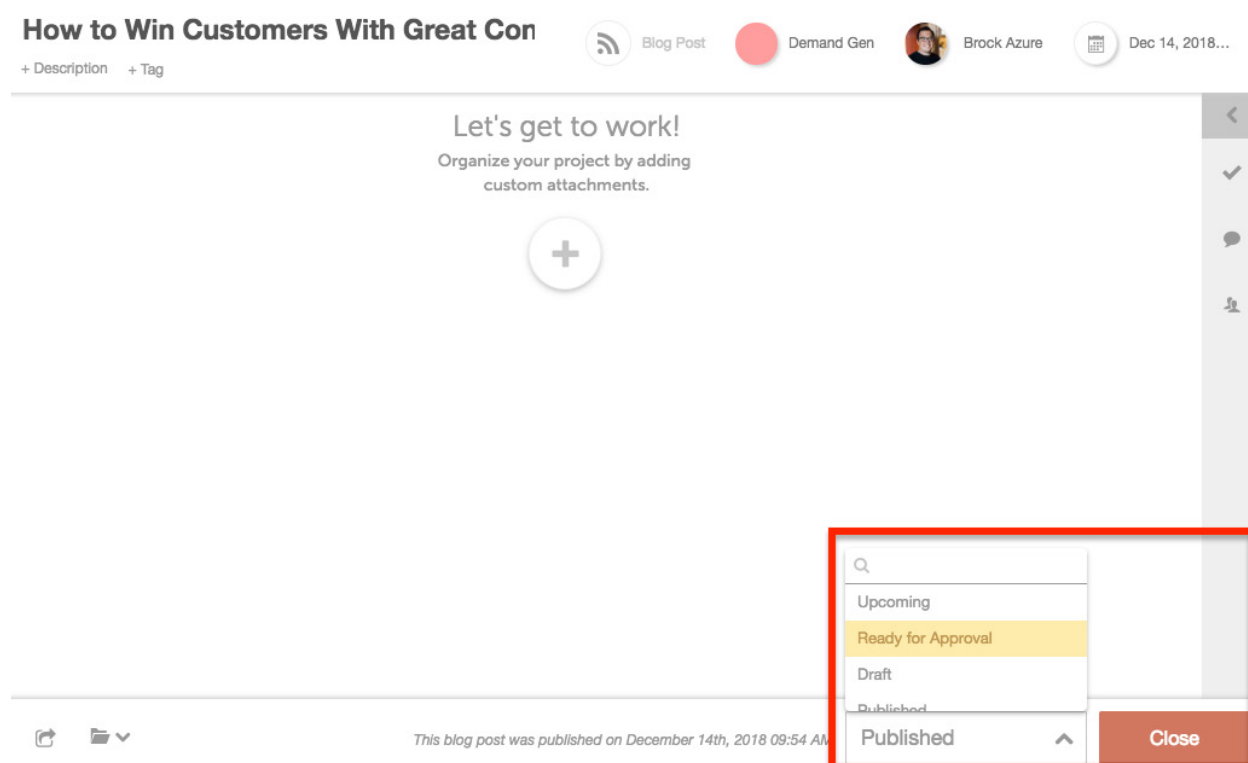 How to Win Customers With Great Con
Blog Post
Demand Gen
Brock Azure
Dec 14, 2018...
+ Description + Tag
Let's get to work!
Organize your project by adding
custom attachments.
Upcoming
Ready for Approval
Draft
Published
This blog post was published on December 14th, 2018 09:54 AM
Published
Close